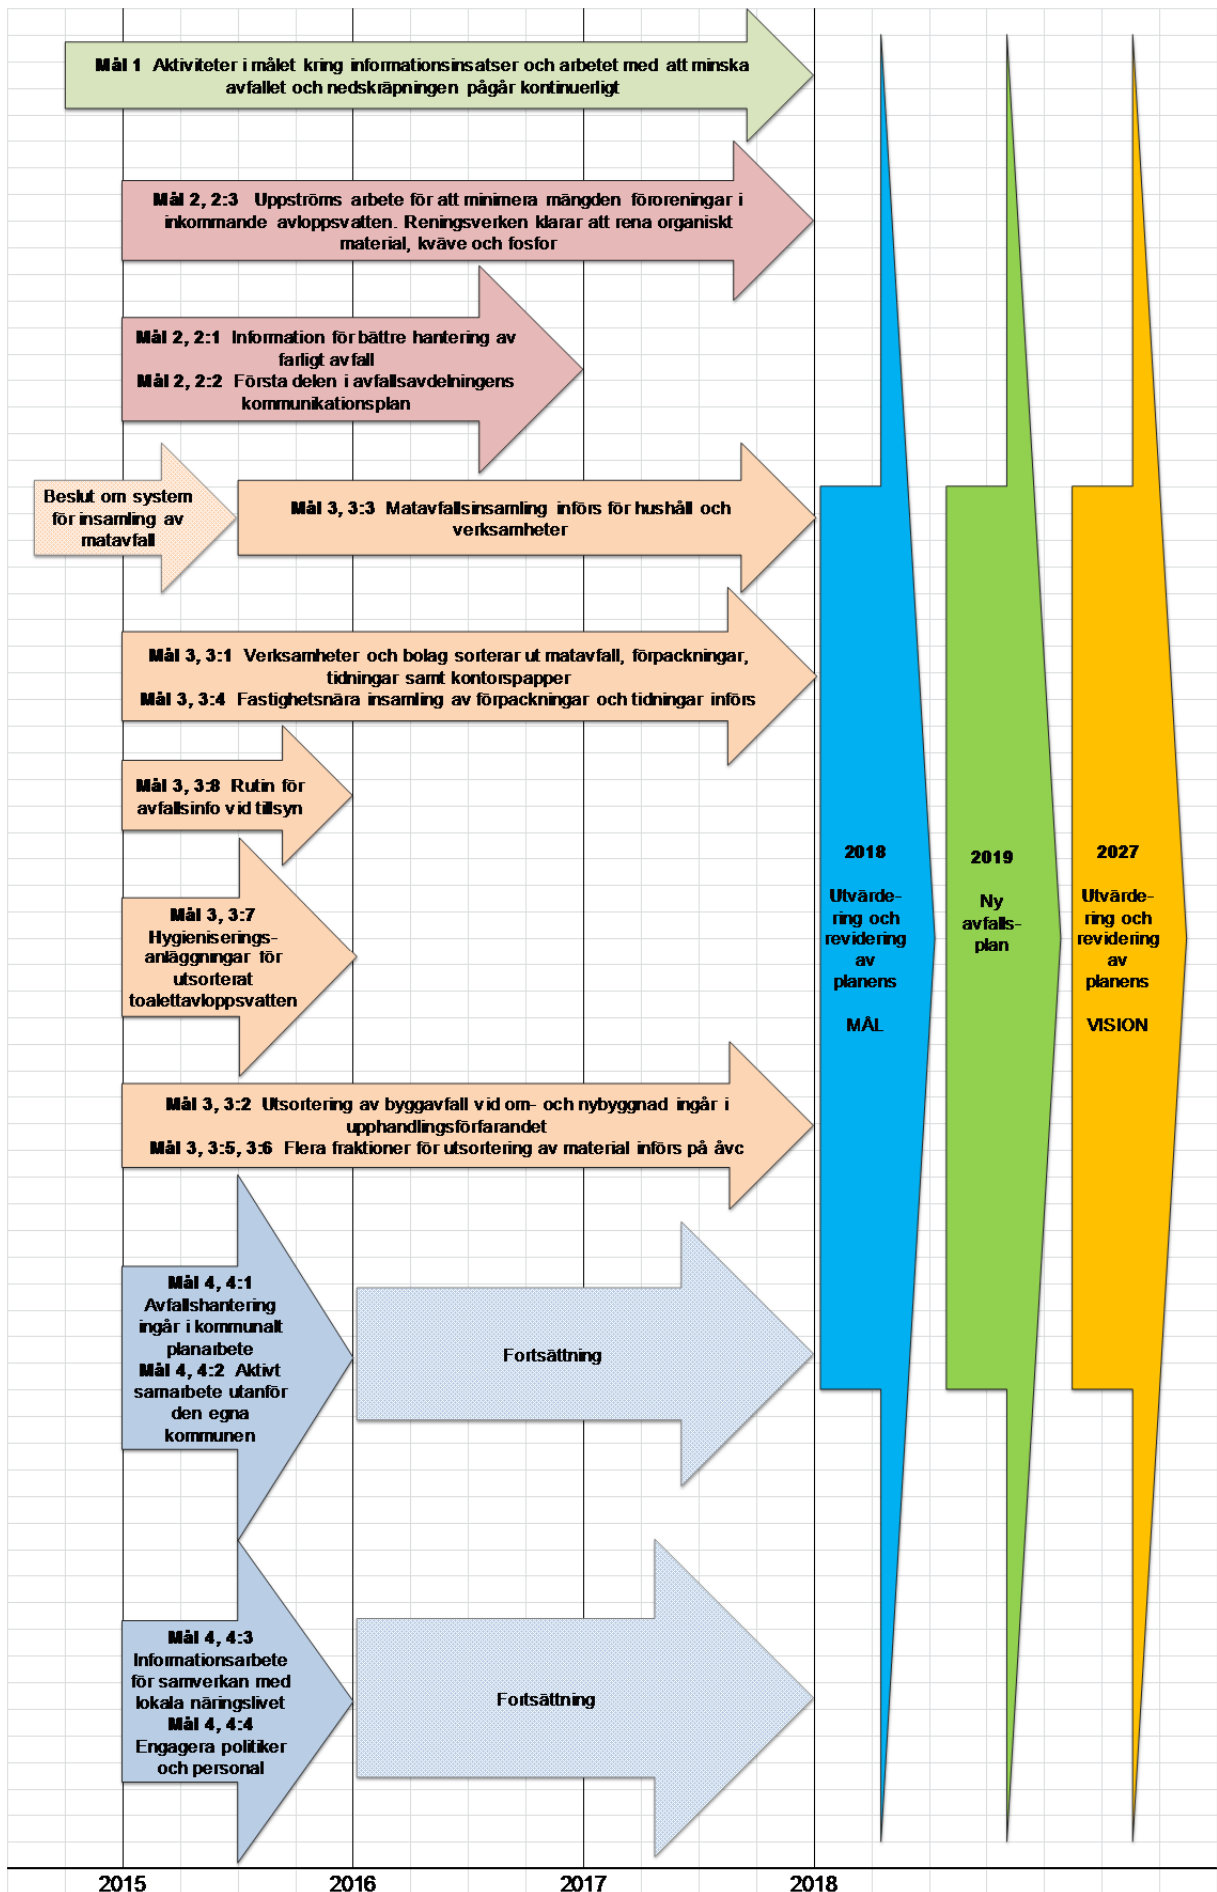 Mål 1 Aktiviteter i målet kring informationsinsatser och arbetet med att minska
avfallet och nedskräpningen pågår kontinuerligt
Mål 2, 2:3 Uppströms arbete för att minimera mängden föroreningar i
inkommande avloppsvatten. Reningsverken klarar att rena organiskt
material, kväve och fosfor
Mål 2, 2:1 Information för bättre hantering av
farligt avfall
Mål 2, 2:2 Första delen i avfallsavdelningens
kommunikationsplan
Beslut om system
för insamling av
matavfall
Mål 3, 3:3 Matavfallsinsamling införs för hushåll och
verksamheter
Mål 3, 3:1 Verksamheter och bolag sorterar ut matavfall, förpackningar,
tidningar samt kontorspapper
Mål 3, 3:4 Fastighetsnära insamling av förpackningar och tidningar införs
Mål 3, 3:8 Rutin för
avfallsinfo vid tillsyn
Mål 3, 3:7
Hygieniserings-
anläggningar för
utsorterat
toalettavloppsvatten
Mål 3, 3:2 Utsortering av byggavfall vid om- och nybyggnad ingår i
upphandlingsförfarandet
Mål 3, 3:5, 3:6 Flera fraktioner för utsortering av material införs på åvc
Mål 4, 4:1
Avfallshantering
ingår i kommunalt
planarbete
Mål 4, 4:2 Aktivt
samarbete utanför
den egna
kommunen
Fortsättning
Mål 4, 4:3
Informationsarbete
för samverkan med
lokala näringslivet
Mål 4, 4:4
Engagera politiker
och personal
Fortsättning
2018
Utvärde-
ring och
revidering
av
planens
MÅL
2019
Ny
avfalls-
plan
2027
Utvärde-
ring och
revidering
av
planens
VISION
2015
2016
2017
2018